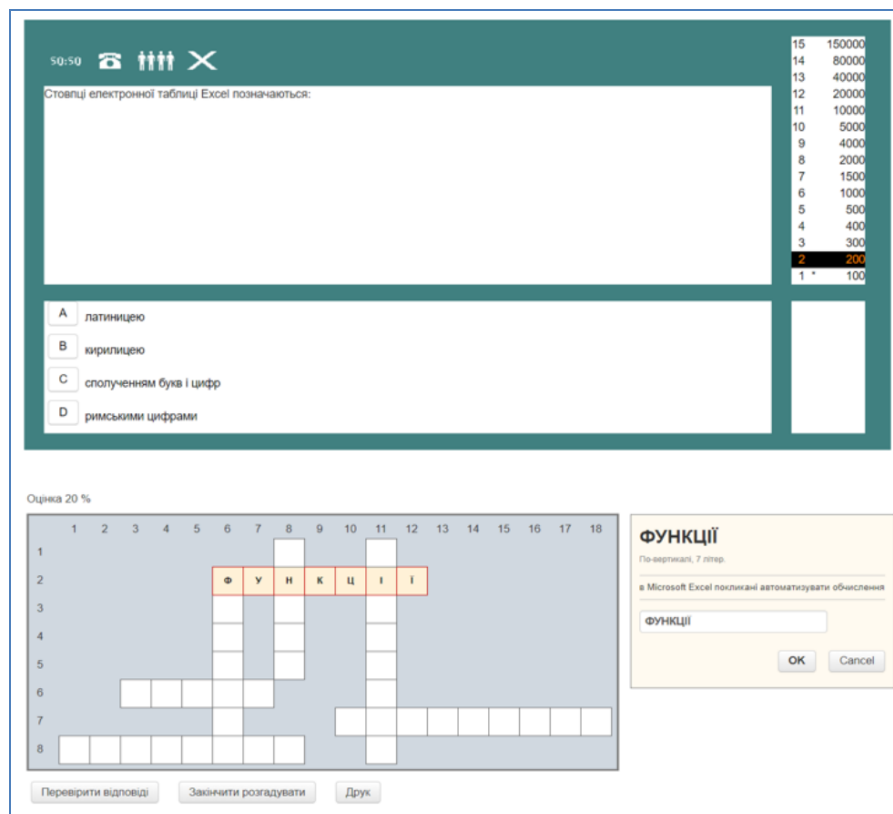 50:50
Стовпці електронної таблиці Excel позначаються:
15 150000
14 80000
13 40000
12 20000
11 10000
10 5000
9 4000
8 2000
7 1500
6 1000
5 500
4 400
3 300
2 200
1 * 100
A латиницею
B кирилицею
C сполученням букв і цифр
D римськими цифрами
Оцінка 20 %
1 2 3 4 5 6 7 8 9 10 11 12 13 14 15 16 17 18
1
2 Ф У Н К Ц І Ї
3
4
5
6
7
8
ФУНКЦІЇ
По-вертикалі, 7 літер.
в Microsoft Excel покликані автоматизувати обчислення
ФУНКЦІЇ
OK Cancel
Перевірити відповіді Закінчити розгадувати Друк